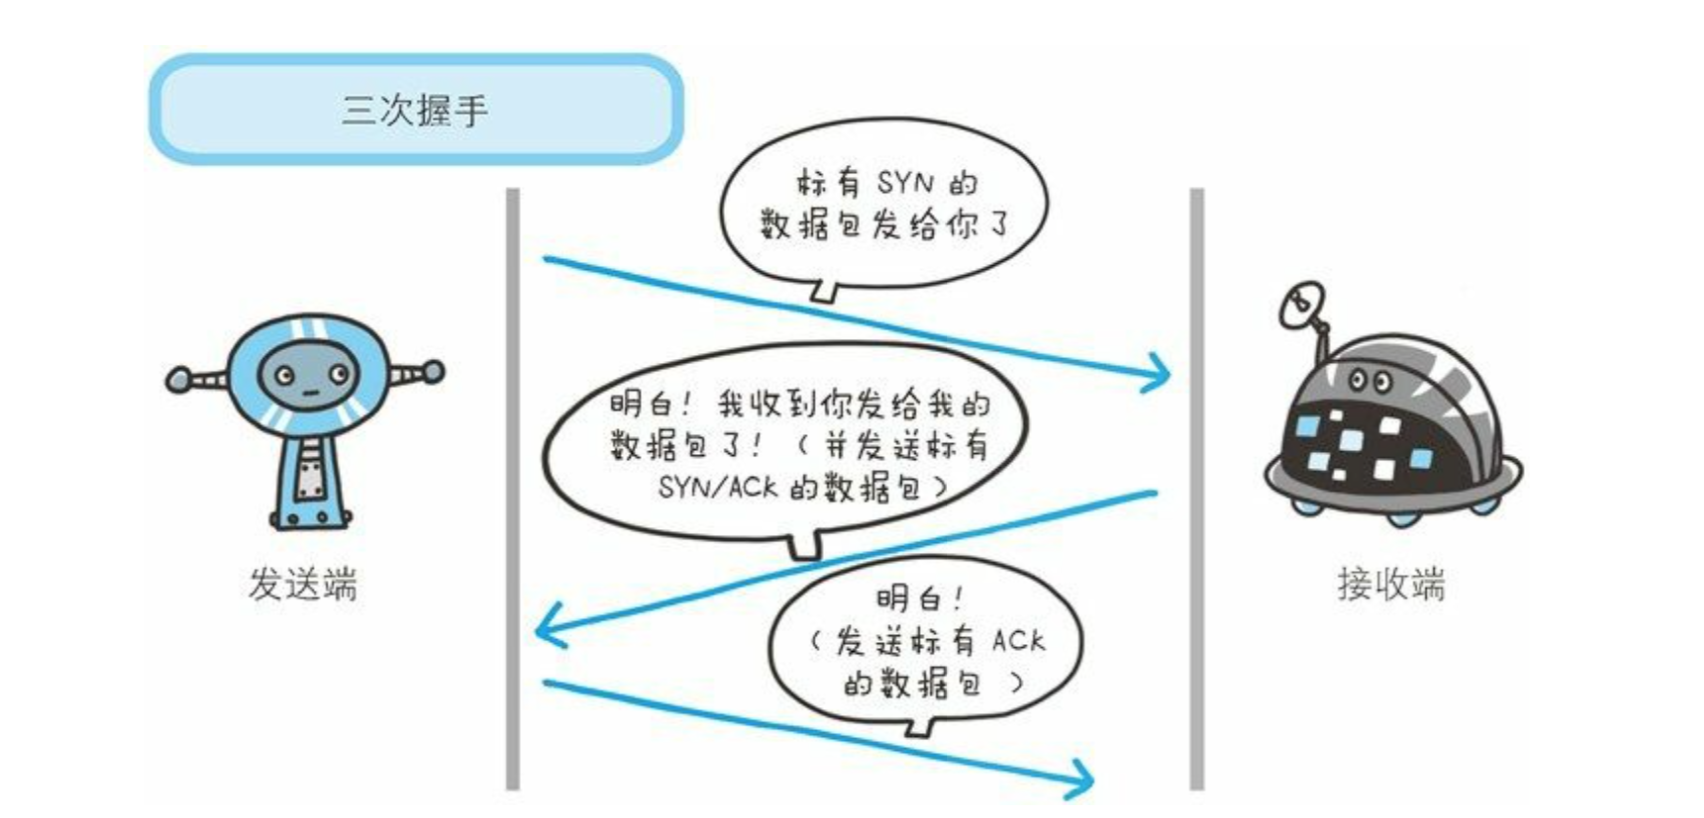 三次握手
标有 SYN 的
数据包发给你了
明白！我收到你发给我的
数据包了！（并发送标有
SYN/ACK 的数据包）
发送端
接收端
明白！
（发送标有 ACK
的数据包 ）